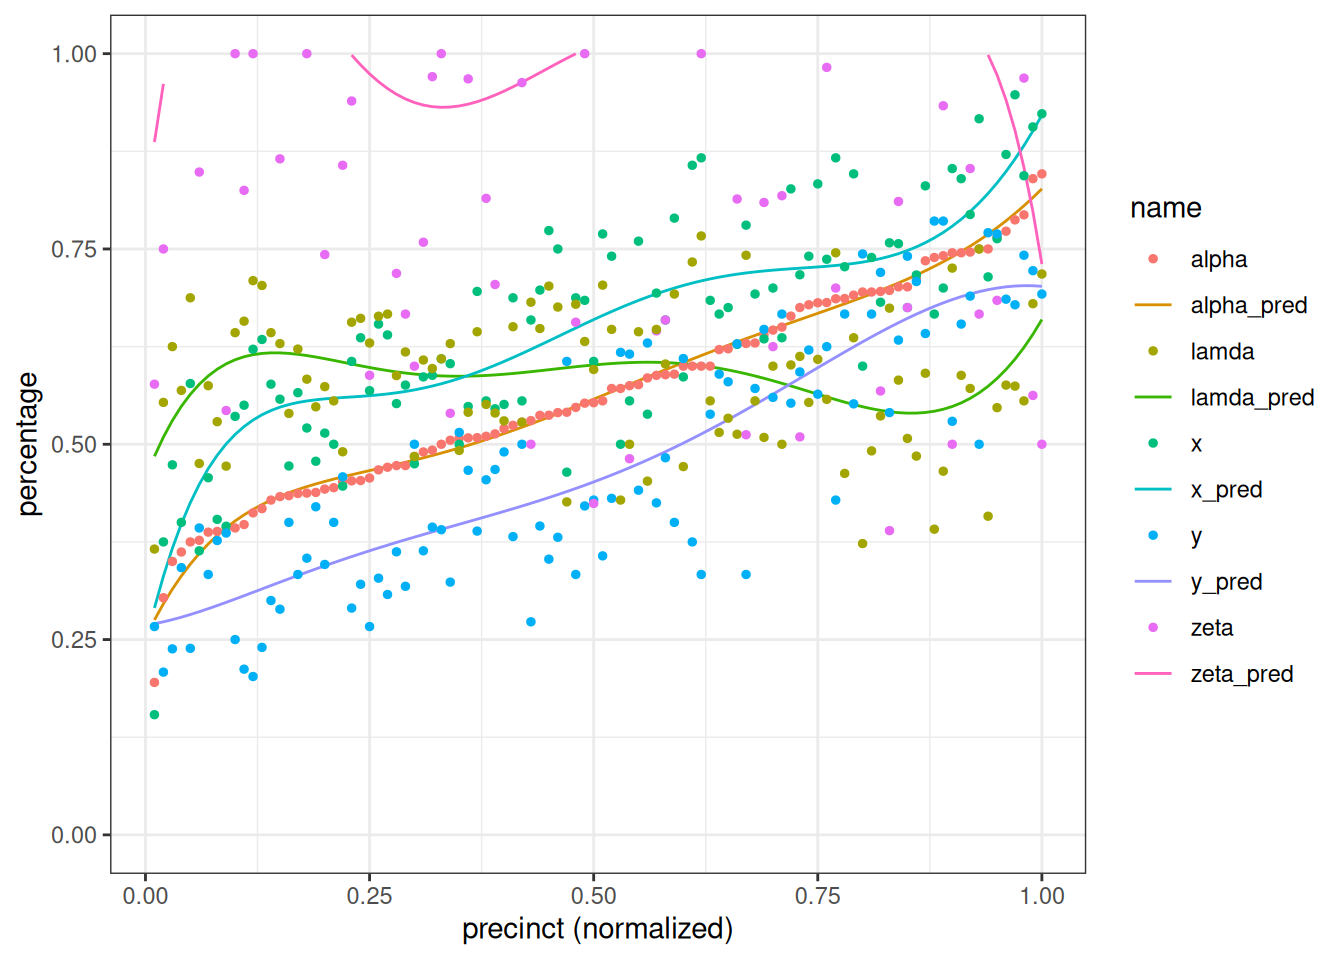 1.00
0.75
0.50
0.25
0.00
percentage
0.00 0.25 0.50 0.75 1.00
precinct (normalized)
name
alpha
alpha_pred
lamda
lamda_pred
x
x_pred
y
y_pred
zeta
zeta_pred